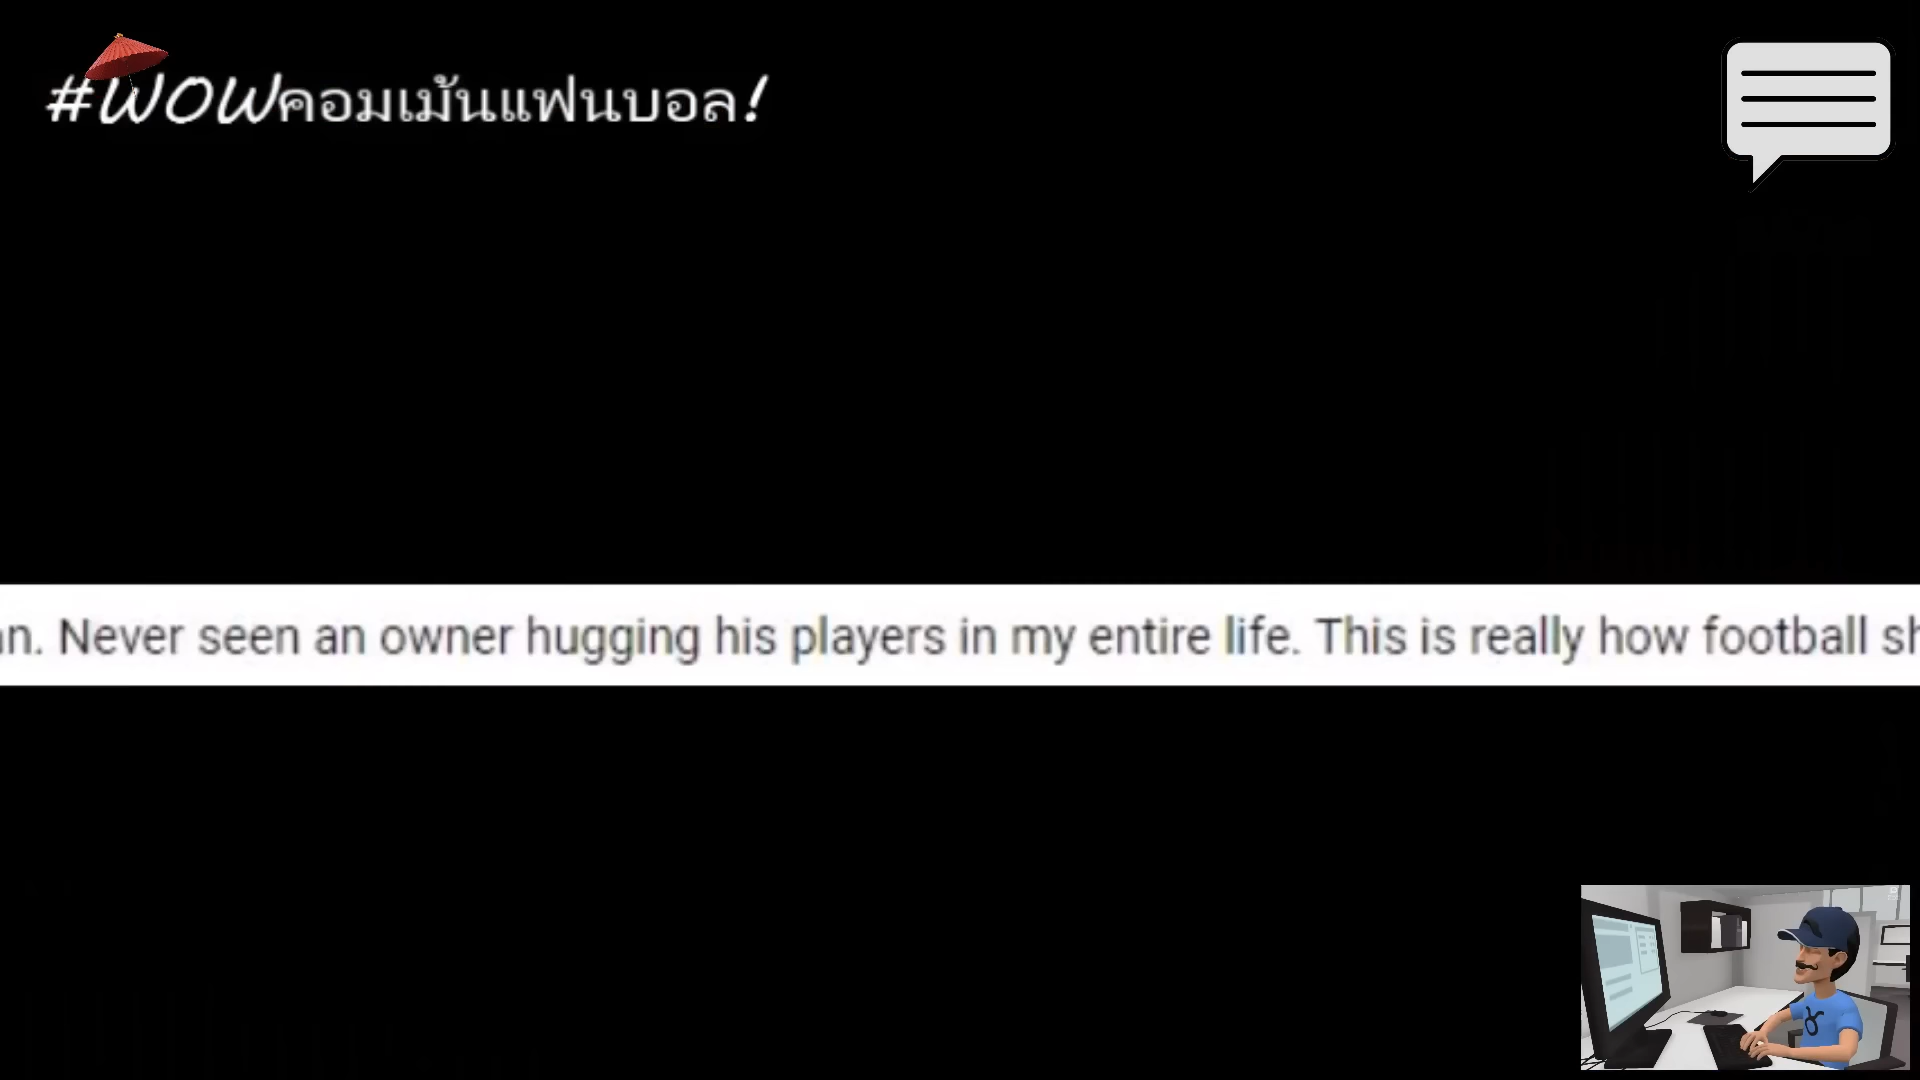 #WOWคอมเม้นแฟนบอล!
Never seen an owner hugging his players in my entire life. This is really how football